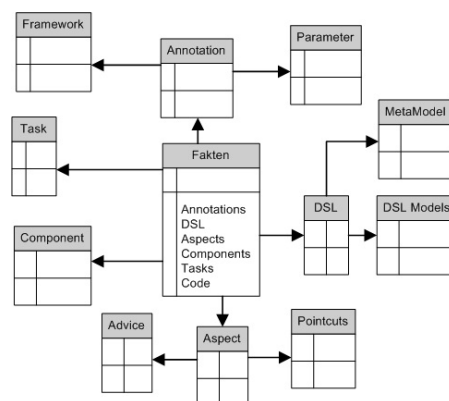 Framework
Annotation
Parameter
MetaModel
Task
Fakten
Annotations
DSL
Aspects
Components
Tasks
Code
DSL
DSL Models
Component
Advice
Aspect
Pointcuts